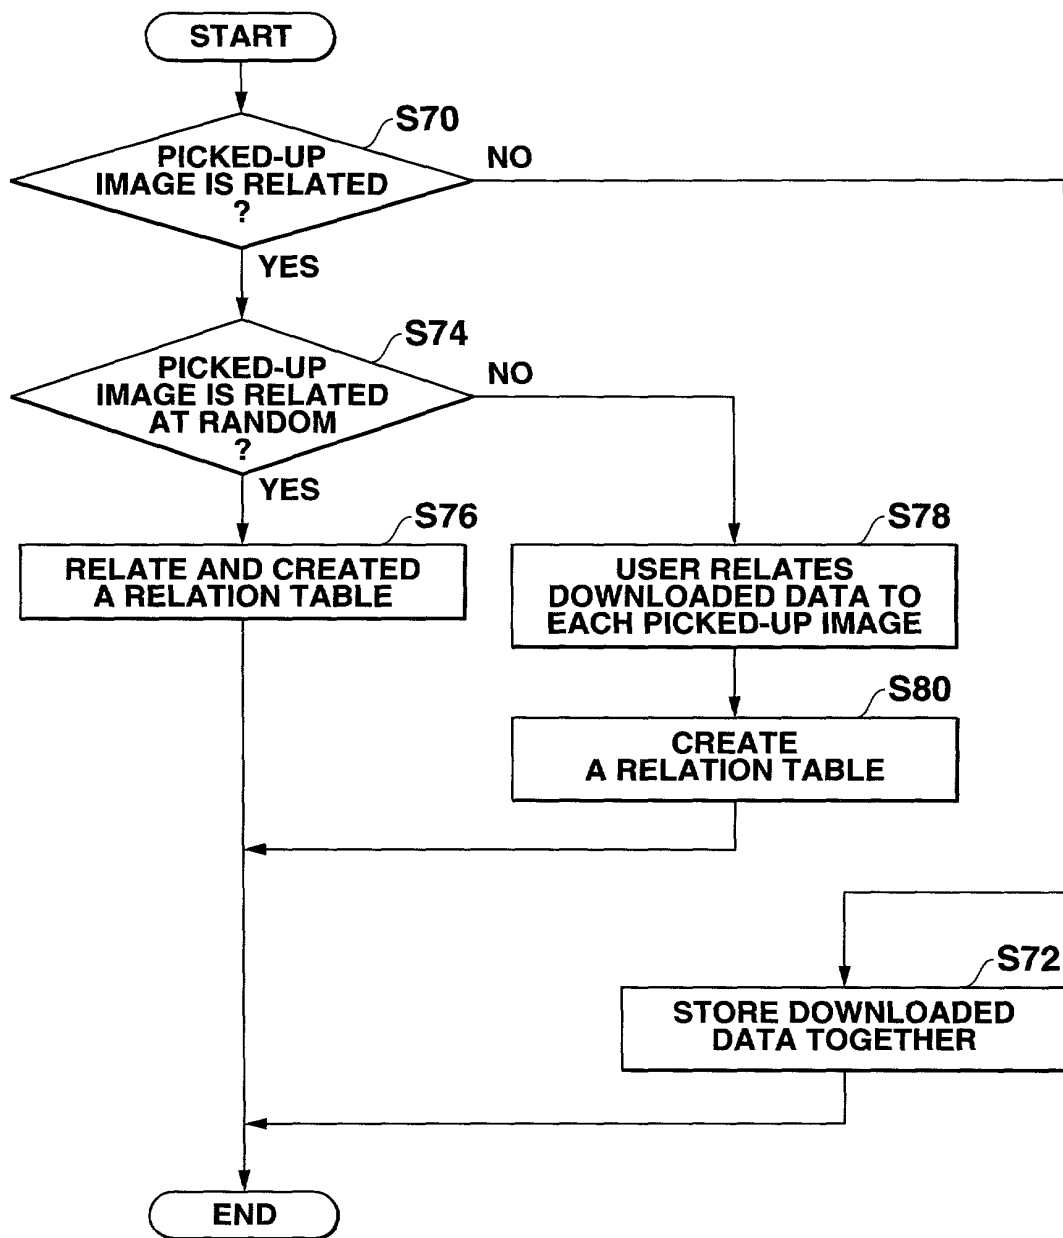 START
S70
PICKED-UP
IMAGE IS RELATED
?
NO
YES
S74
PICKED-UP
IMAGE IS RELATED
AT RANDOM
?
NO
YES
S76
RELATE AND CREATED
A RELATION TABLE
S78
USER RELATES
DOWNLOADED DATA TO
EACH PICKED-UP IMAGE
S80
CREATE
A RELATION TABLE
S72
STORE DOWNLOADED
DATA TOGETHER
END